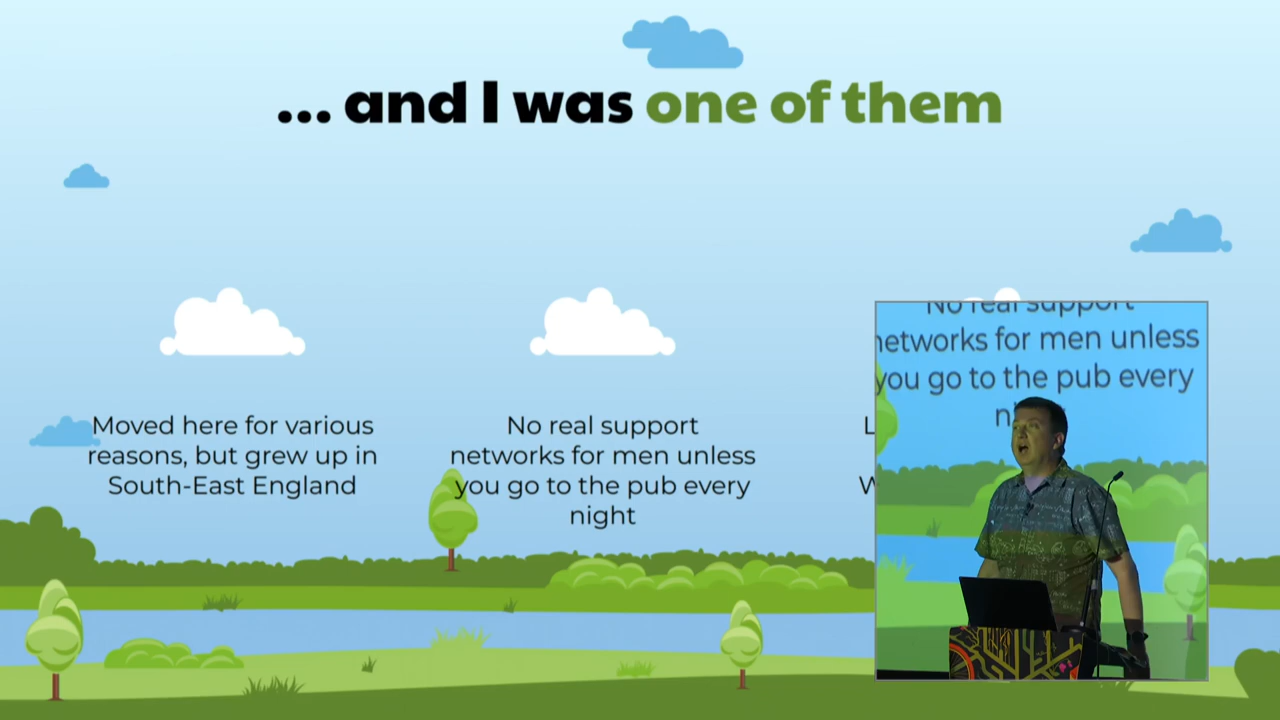 ... and I was one of them
Moved here for various
reasons, but grew up in
South-East England
No real support
networks for men unless
you go to the pub every
night
L
W
No real support
networks for men unless
you go to the pub every